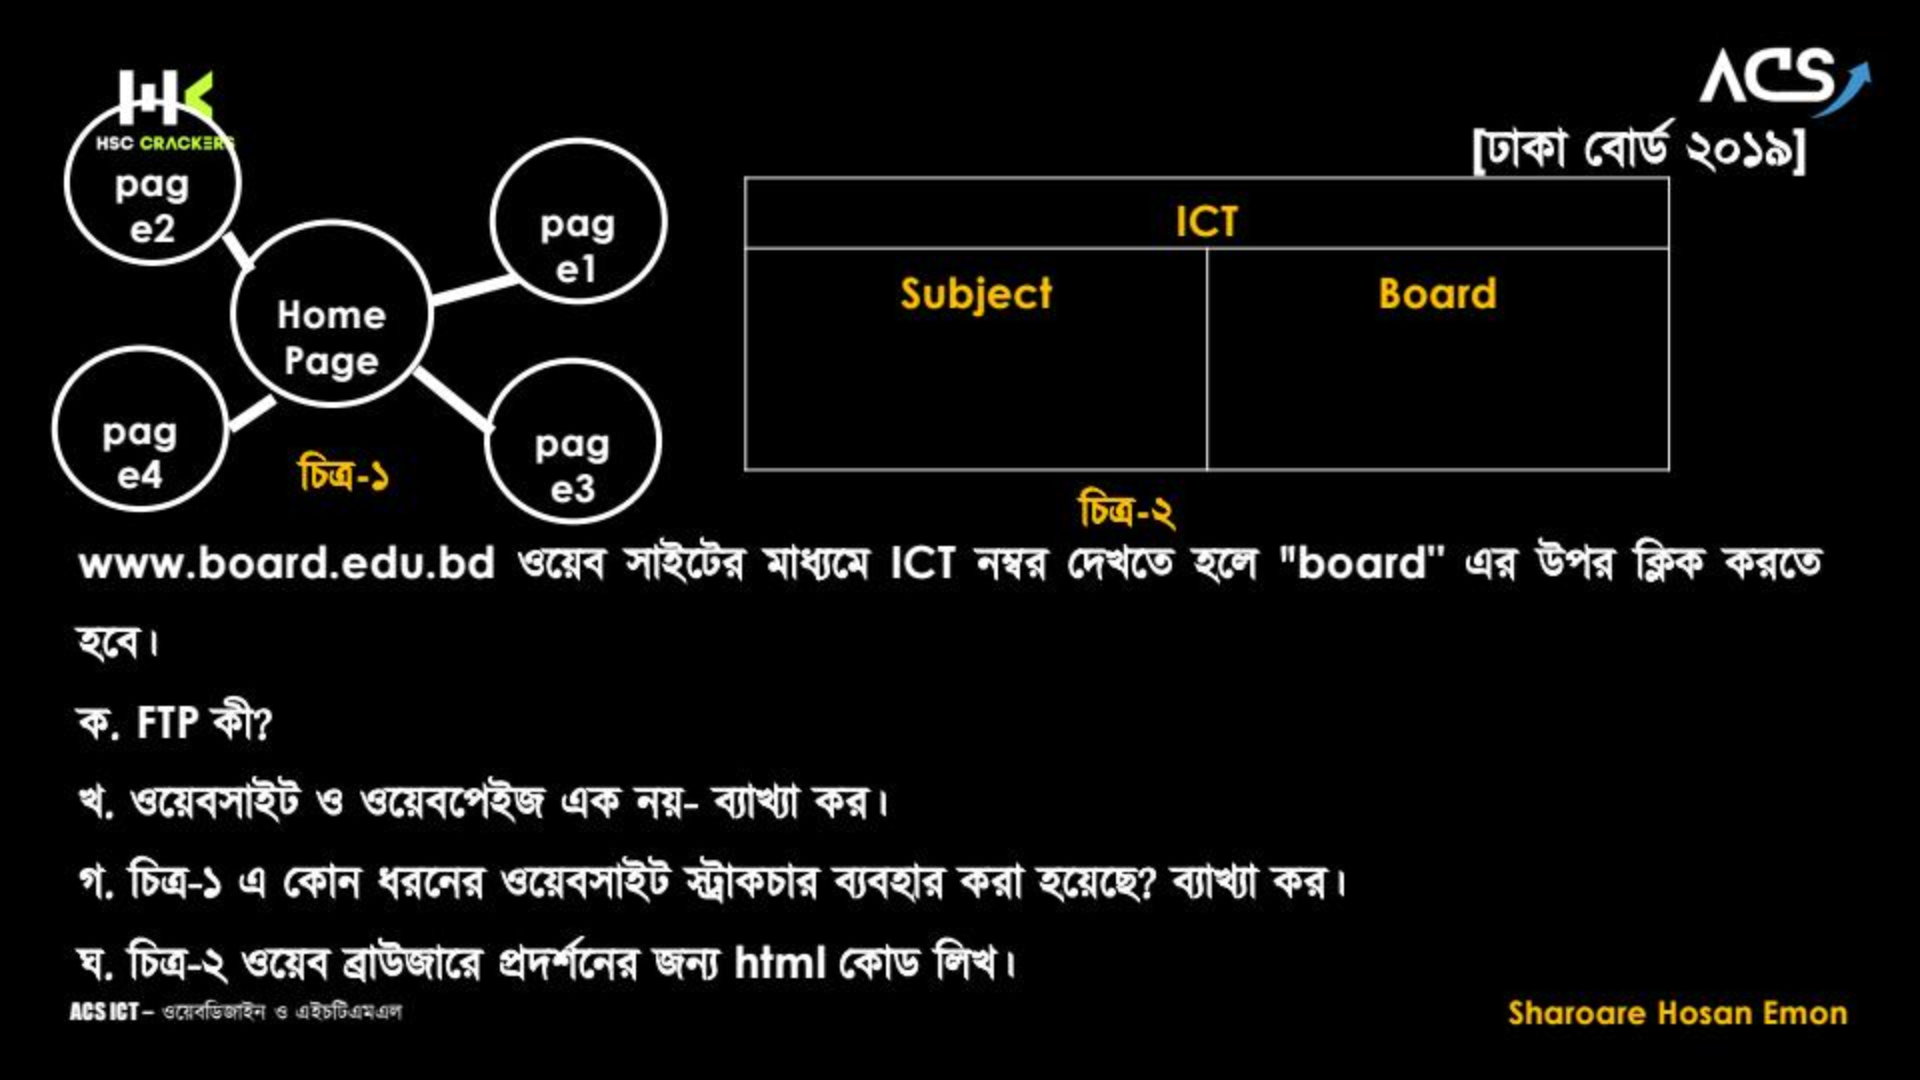 HSC CRACKERS
ACS
[ঢাকা বোর্ড ২০১৯]
pag
e2
pag
e1
Home
Page
pag
e4
pag
e3
চিত্র-১
ICT
Subject Board
চিত্র-২
www.board.edu.bd ওয়েব সাইটের মাধ্যমে ICT নম্বর দেখতে হলে "board" এর উপর ক্লিক করতে
হবে।
ক. FTP কী?
খ. ওয়েবসাইট ও ওয়েবপেইজ এক নয়- ব্যাখ্যা কর।
গ. চিত্র-১ এ কোন ধরনের ওয়েবসাইট স্ট্রাকচার ব্যবহার করা হয়েছে? ব্যাখ্যা কর।
ঘ. চিত্র-২ ওয়েব ব্রাউজারে প্রদর্শনের জন্য html কোড লিখ।
ACS ICT – ওয়েবডিজাইন ও এইচটিএমএল
Sharoare Hosan Emon